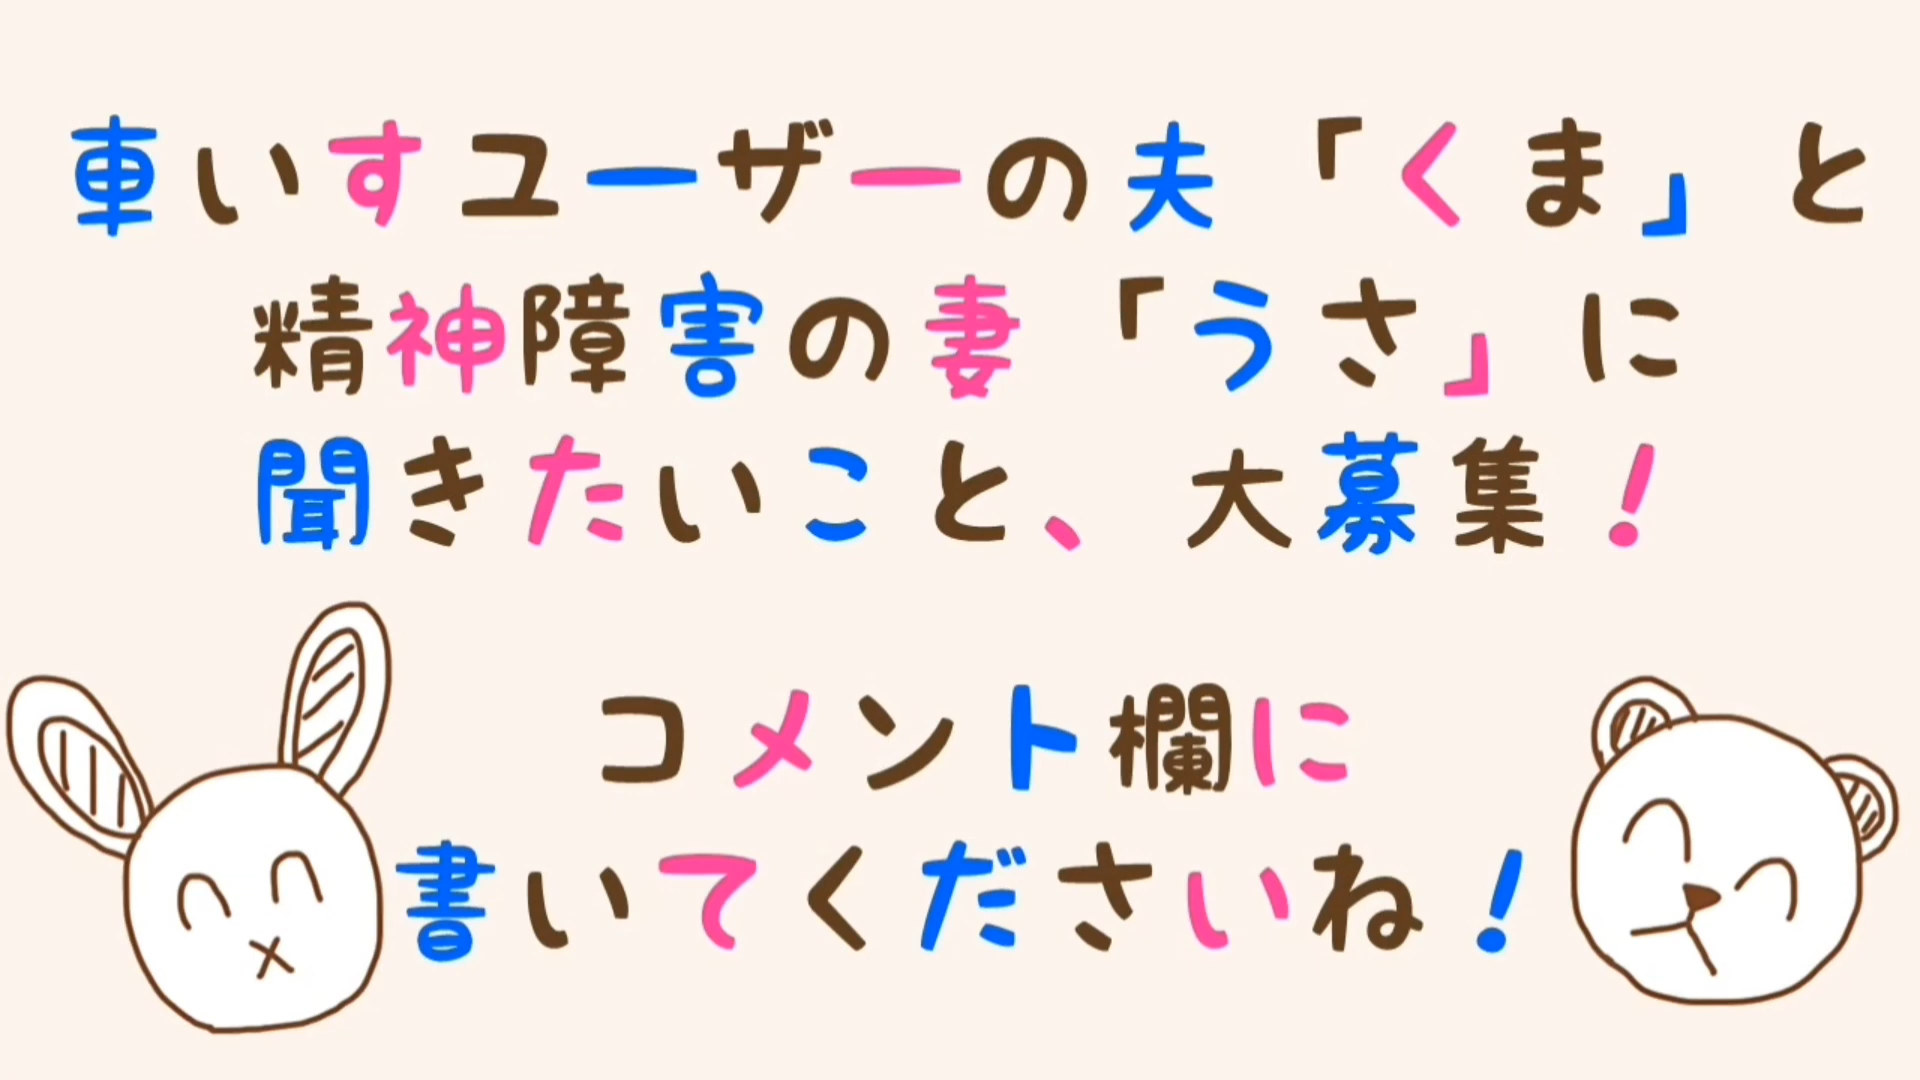 車いすユーザーの夫「くま」と
精神障害の妻「うさ」に
聞きたいこと、大募集！
コメント欄に
書いてくださいね！